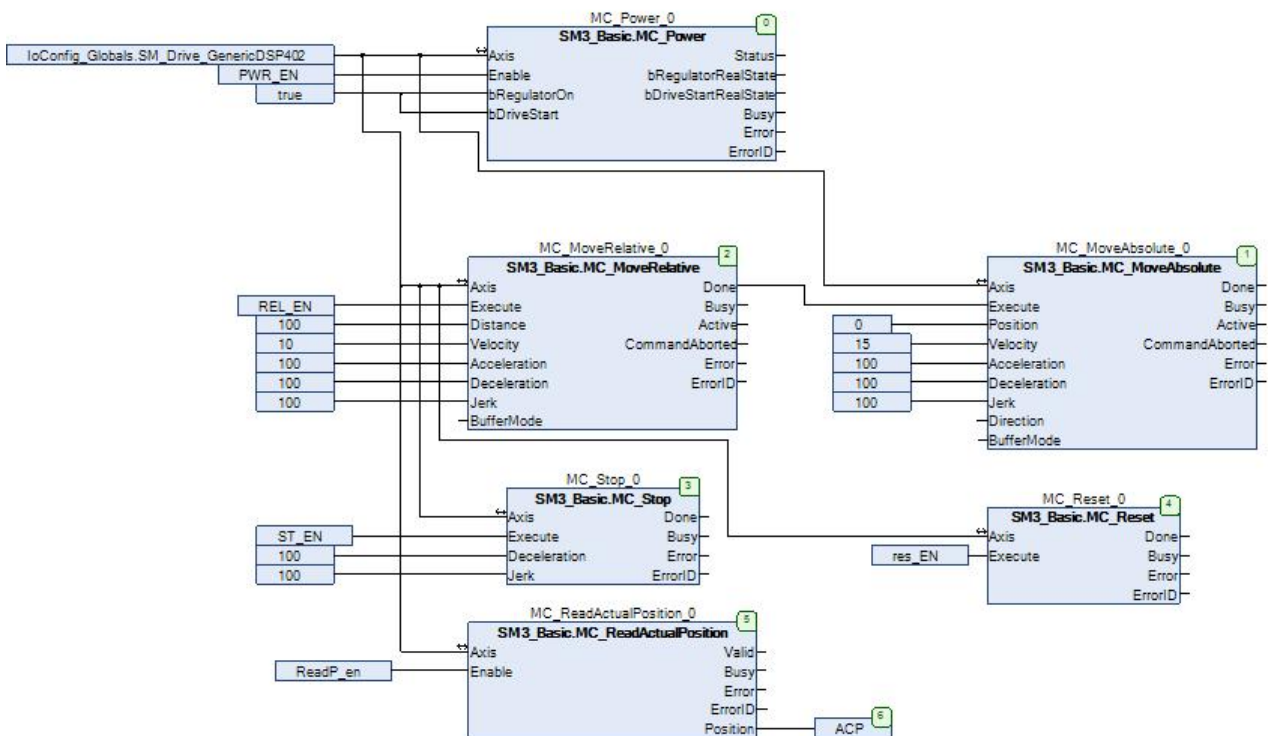 MC_Power_0
0
SM3_Basic.MC_Power
IoConfig_Globals.SM_Drive_GenericDSP402
Axis
Status
PWR_EN
Enable
bRegulatorRealState
true
bRegulatorOn
bDriveStartRealState
bDriveStart
Busy
Error
ErrorID
MC_MoveRelative_0
2
SM3_Basic.MC_MoveRelative
Axis
Done
REL_EN
Execute
Busy
100
Distance
Active
10
Velocity
CommandAborted
100
Acceleration
Error
100
Deceleration
ErrorID
100
Jerk
BufferMode
MC_MoveAbsolute_0
1
SM3_Basic.MC_MoveAbsolute
Axis
Done
Execute
Busy
0
Position
Active
15
Velocity
CommandAborted
100
Acceleration
Error
100
Deceleration
ErrorID
100
Jerk
Direction
BufferMode
MC_Stop_0
3
SM3_Basic.MC_Stop
Axis
Done
ST_EN
Execute
Busy
100
Deceleration
Error
100
Jerk
ErrorID
MC_Reset_0
4
SM3_Basic.MC_Reset
Axis
Done
res_EN
Execute
Busy
Error
ErrorID
MC_ReadActualPosition_0
5
SM3_Basic.MC_ReadActualPosition
Axis
Valid
ReadP_en
Enable
Busy
Error
ErrorID
Position
ACP
6